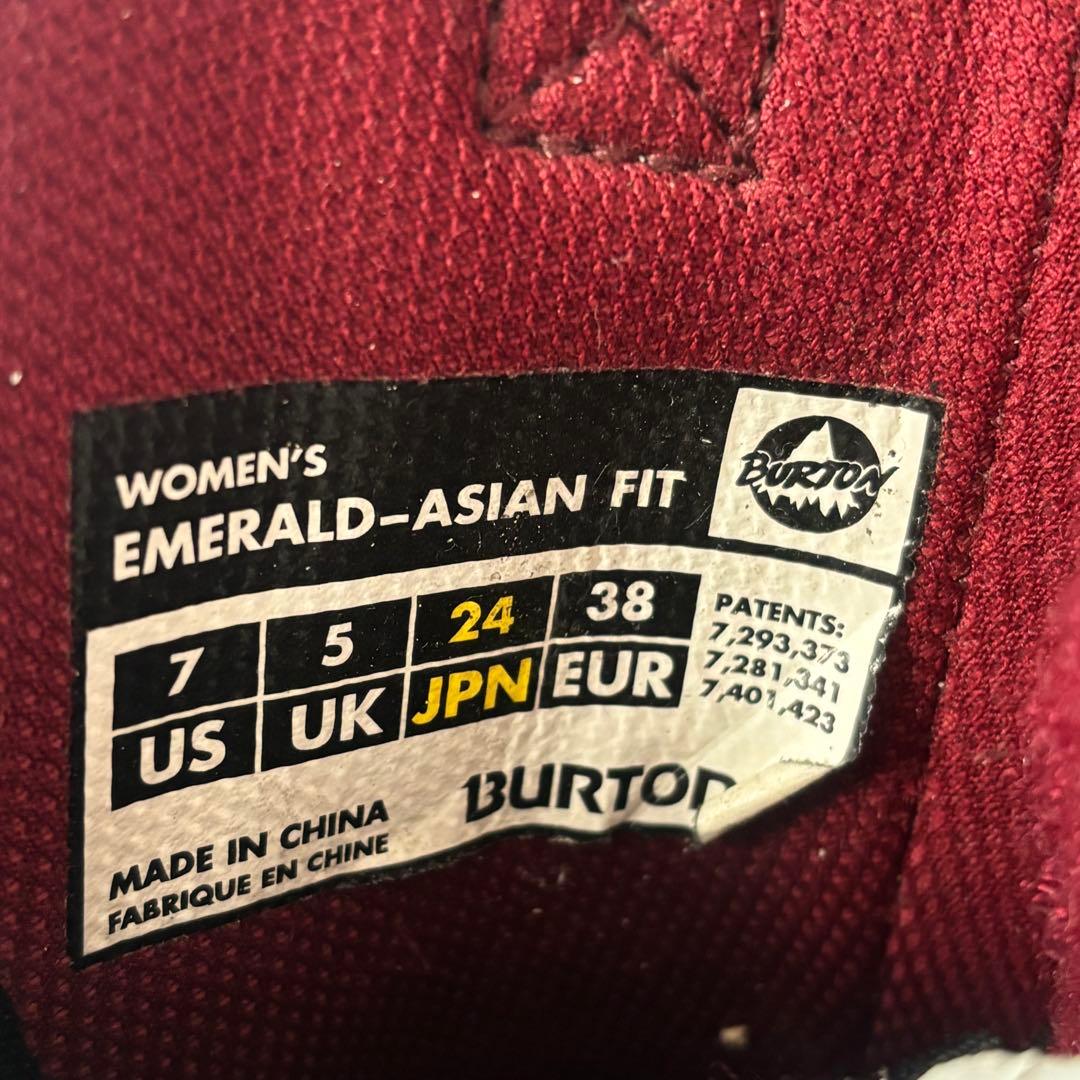 WOMEN'S
EMERALD-ASIAN FIT
BURTON
7 5 24 38
US UK JPN EUR
PATENTS:
7,293,373
7,281,341
7,401,423
BURTON
MADE IN CHINA
FABRIQUE EN CHINE